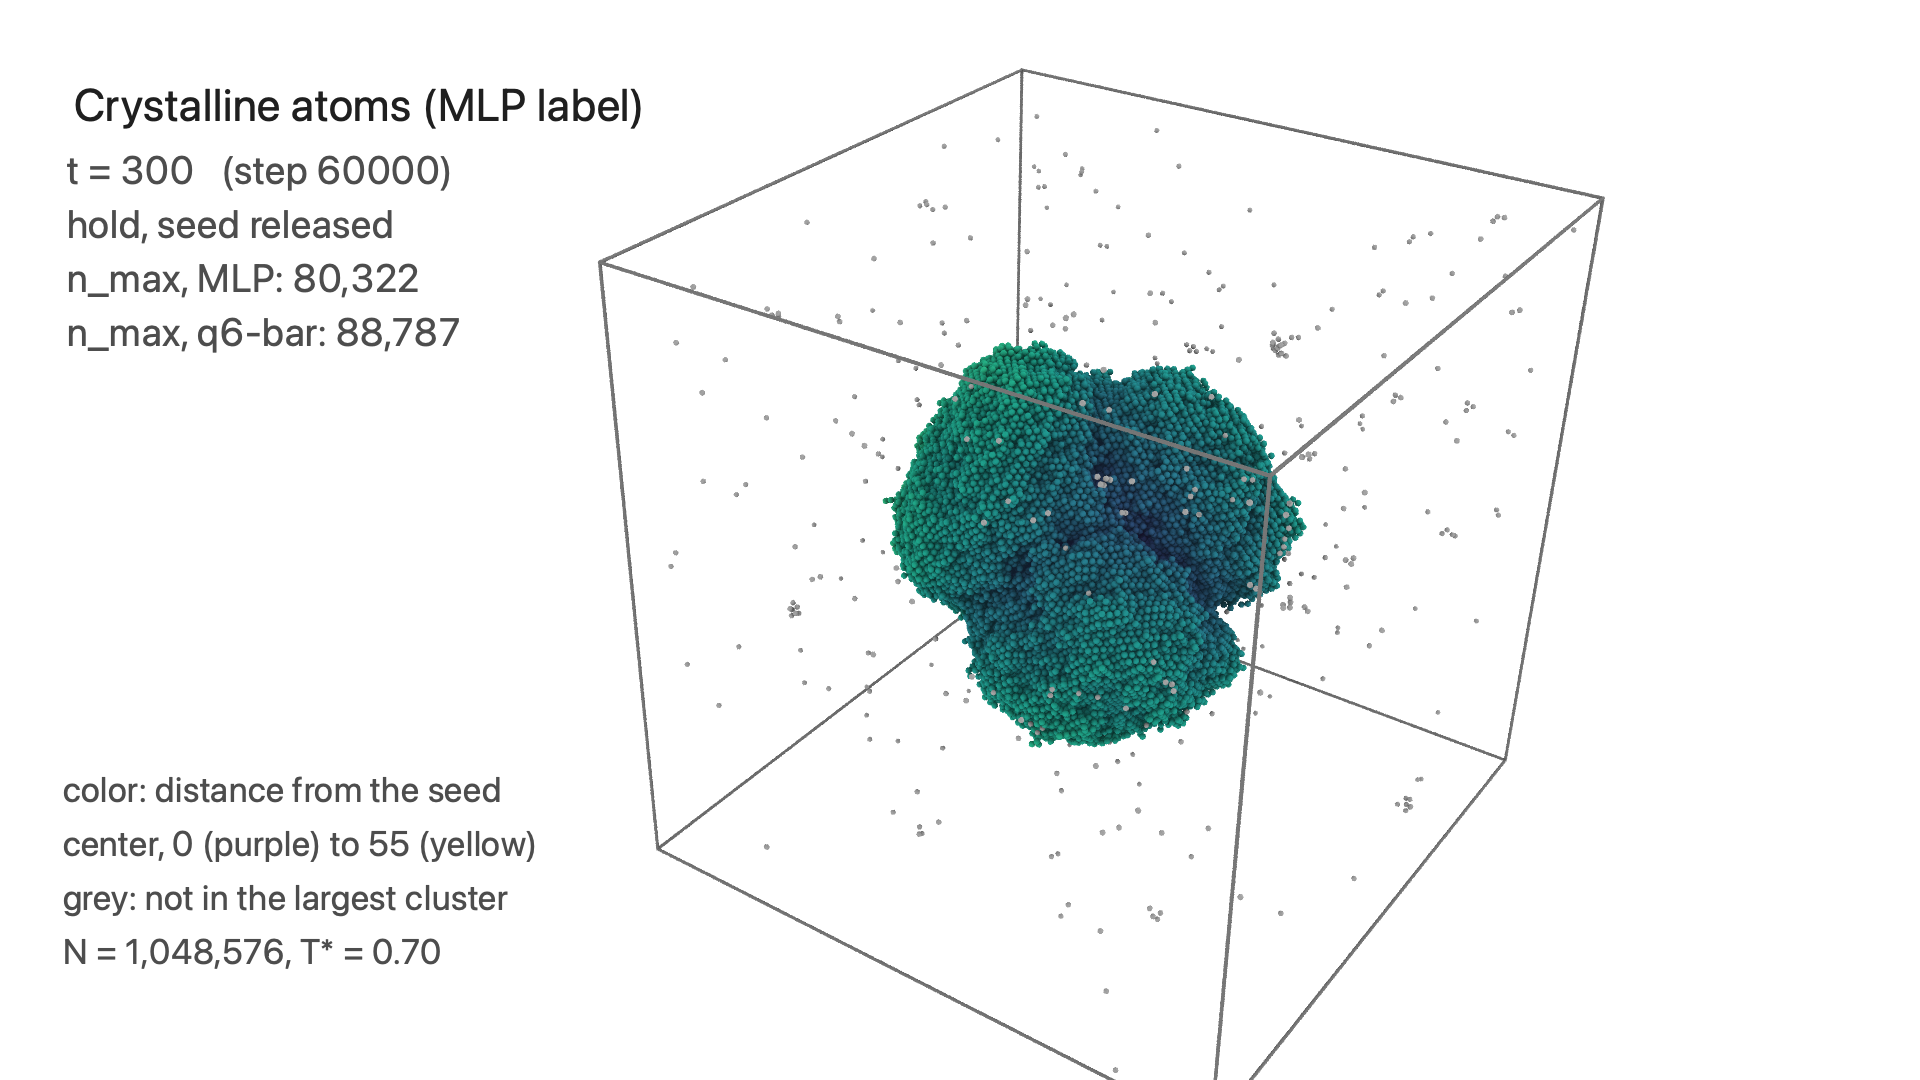 Crystalline atoms (MLP label)
t = 300 (step 60000)
hold, seed released
n_max, MLP: 80,322
n_max, q6-bar: 88,787
color: distance from the seed
center, 0 (purple) to 55 (yellow)
grey: not in the largest cluster
N = 1,048,576, T* = 0.70